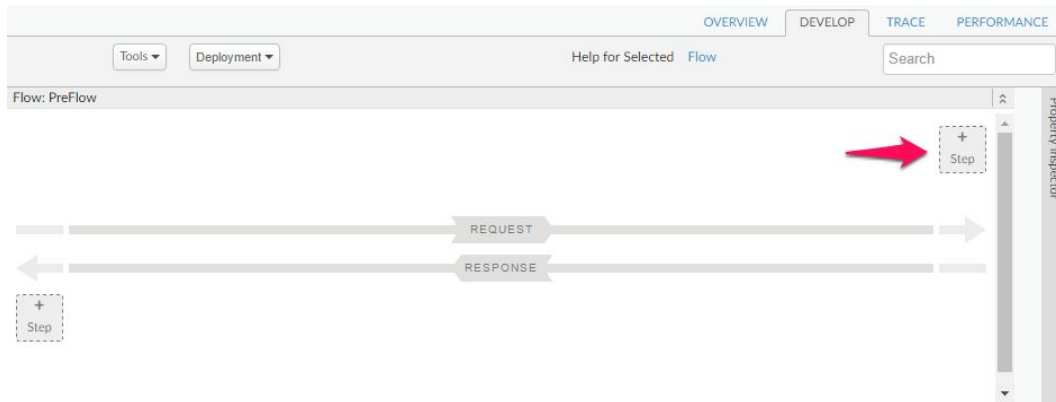 OVERVIEW DEVELOP TRACE PERFORMANCE
Tools Deployment Help for Selected Flow Search
Flow: PreFlow
Property Inspector
+
Step
REQUEST
RESPONSE
+
Step